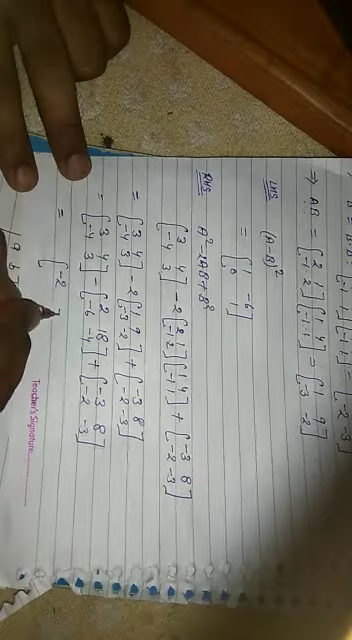 ⇒ AB = [2 1; -1 2] [1 4; -1 1] = [1 9; -3 -2]
LHS (A-B)²
= [1 -6; 0 1]
RHS A² - 2AB + B²
[3 4; -4 3] - 2 [2 1; -1 2] [1 4; -1 1] + [-3 8; -2 -3]
= [3 4; -4 3] - 2 [1 9; -3 -2] + [-3 8; -2 -3]
= [3 4; -4 3] - [2 18; -6 -4] + [-3 8; -2 -3]
= [-2
Teacher's Signature